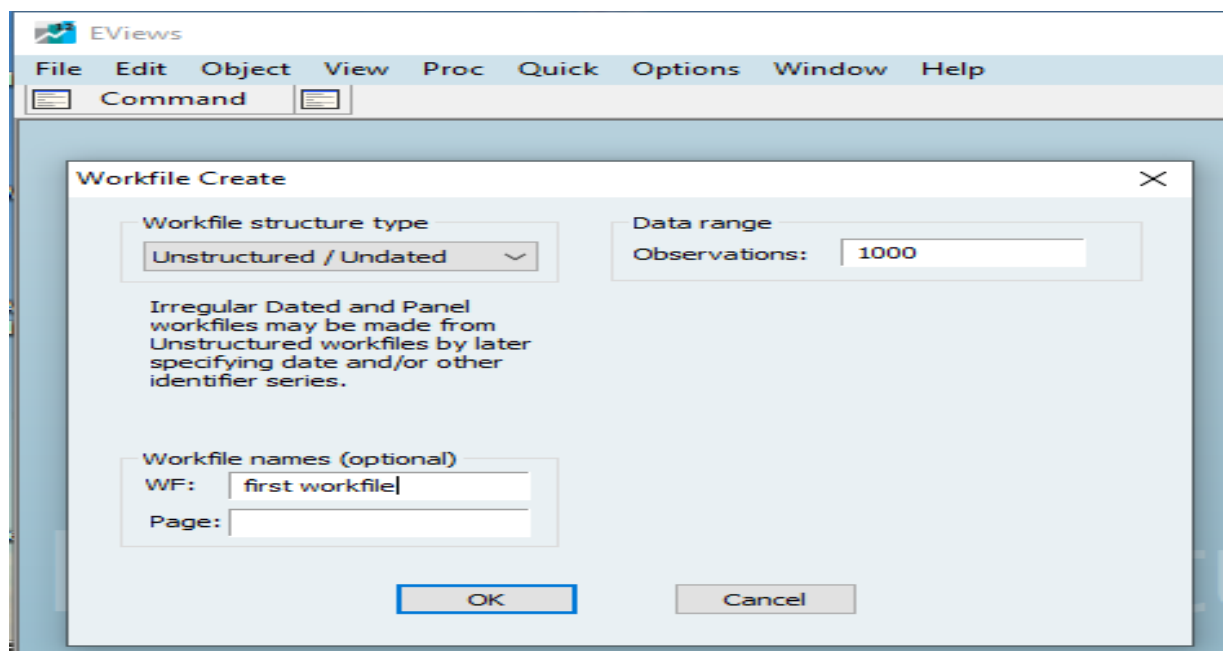 EViews
File Edit Object View Proc Quick Options Window Help
Command
Workfile Create
Workfile structure type
Unstructured / Undated
Irregular Dated and Panel
workfiles may be made from
Unstructured workfiles by later
specifying date and/or other
identifier series.
Data range
Observations: 1000
Workfile names (optional)
WF: first workfile
Page:
OK Cancel